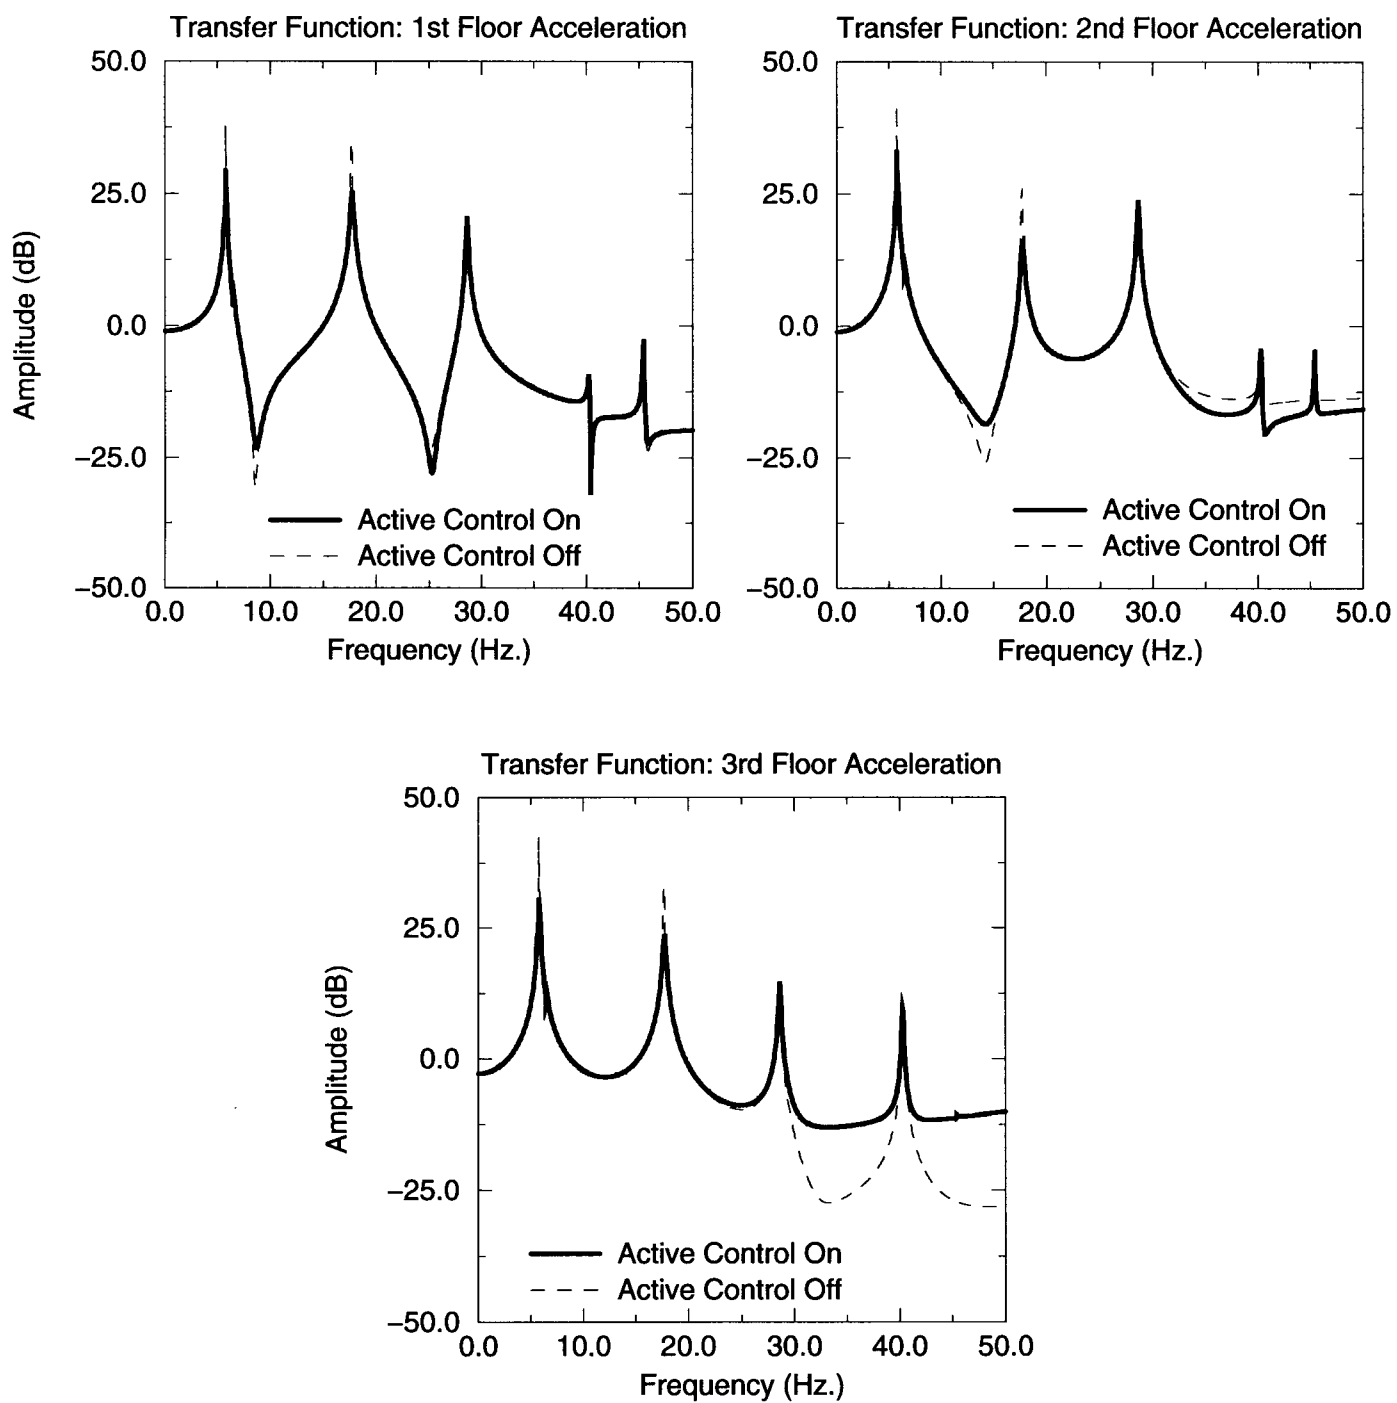 Transfer Function: 1st Floor Acceleration
50.0
25.0
0.0
−25.0
−50.0
Amplitude (dB)
Active Control On
Active Control Off
0.0 10.0 20.0 30.0 40.0 50.0
Frequency (Hz.)
Transfer Function: 2nd Floor Acceleration
50.0
25.0
0.0
−25.0
−50.0
Active Control On
Active Control Off
0.0 10.0 20.0 30.0 40.0 50.0
Frequency (Hz.)
Transfer Function: 3rd Floor Acceleration
50.0
25.0
0.0
−25.0
−50.0
Amplitude (dB)
Active Control On
Active Control Off
0.0 10.0 20.0 30.0 40.0 50.0
Frequency (Hz.)